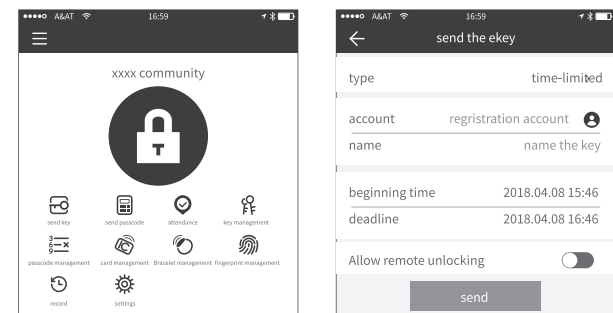 A&AT 16:59
xxxx community
send key send passcode attendance key management
passcode management card management Bracelet management fingerprint management
record settings
A&AT 16:59
send the ekey
type time-limited
account regristration account
name name the key
beginning time 2018.04.08 15:46
deadline 2018.04.08 16:46
Allow remote unlocking
send